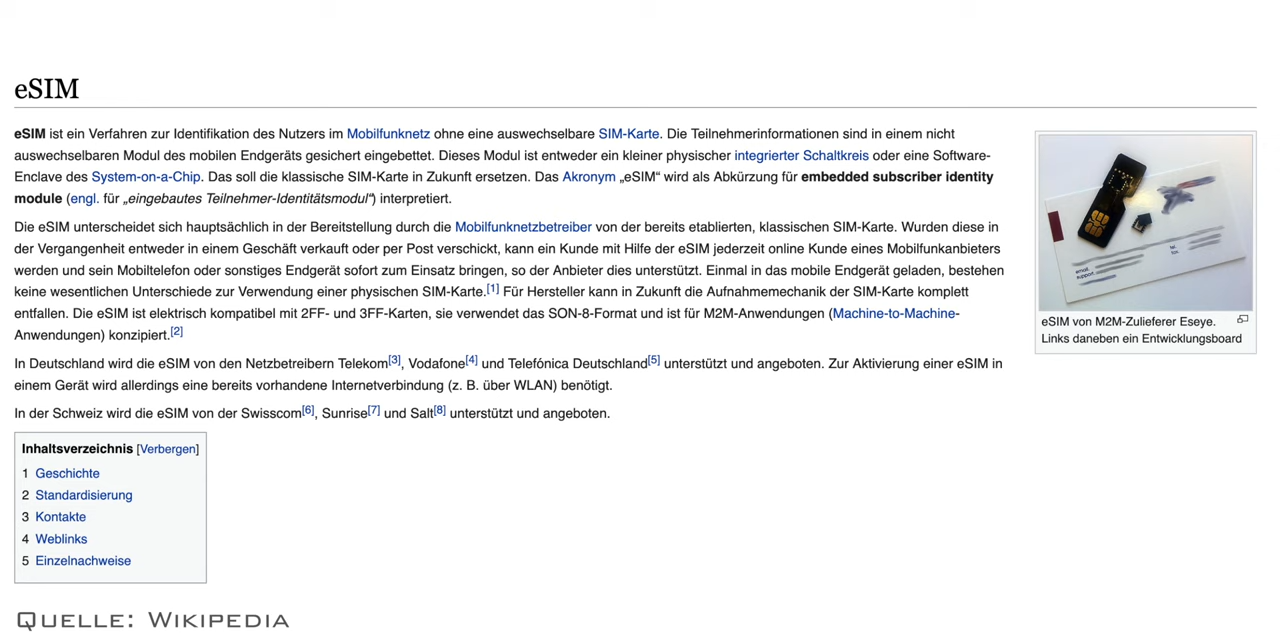 eSIM
eSIM ist ein Verfahren zur Identifikation des Nutzers im Mobilfunknetz ohne eine auswechselbare SIM-Karte. Die Teilnehmerinformationen sind in einem nicht
auswechselbaren Modul des mobilen Endgeräts gesichert eingebettet. Dieses Modul ist entweder ein kleiner physischer integrierter Schaltkreis oder eine Software-
Enclave des System-on-a-Chip. Das soll die klassische SIM-Karte in Zukunft ersetzen. Das Akronym „eSIM" wird als Abkürzung für embedded subscriber identity
module (engl. für „eingebautes Teilnehmer-Identitätsmodul") interpretiert.
Die eSIM unterscheidet sich hauptsächlich in der Bereitstellung durch die Mobilfunknetzbetreiber von der bereits etablierten, klassischen SIM-Karte. Wurden diese in
der Vergangenheit entweder in einem Geschäft verkauft oder per Post verschickt, kann ein Kunde mit Hilfe der eSIM jederzeit online Kunde eines Mobilfunkanbieters
werden und sein Mobiltelefon oder sonstiges Endgerät sofort zum Einsatz bringen, so der Anbieter dies unterstützt. Einmal in das mobile Endgerät geladen, bestehen
keine wesentlichen Unterschiede zur Verwendung einer physischen SIM-Karte.[1] Für Hersteller kann in Zukunft die Aufnahmemechanik der SIM-Karte komplett
entfallen. Die eSIM ist elektrisch kompatibel mit 2FF- und 3FF-Karten, sie verwendet das SON-8-Format und ist für M2M-Anwendungen (Machine-to-Machine-
Anwendungen) konzipiert.[2]
In Deutschland wird die eSIM von den Netzbetreibern Telekom[3], Vodafone[4] und Telefónica Deutschland[5] unterstützt und angeboten. Zur Aktivierung einer eSIM in
einem Gerät wird allerdings eine bereits vorhandene Internetverbindung (z. B. über WLAN) benötigt.
In der Schweiz wird die eSIM von der Swisscom[6], Sunrise[7] und Salt[8] unterstützt und angeboten.
email.
support.
tel.
fax.
eSIM von M2M-Zulieferer Eseye.
Links daneben ein Entwicklungsboard
Inhaltsverzeichnis [Verbergen]
1 Geschichte
2 Standardisierung
3 Kontakte
4 Weblinks
5 Einzelnachweise
Quelle: Wikipedia